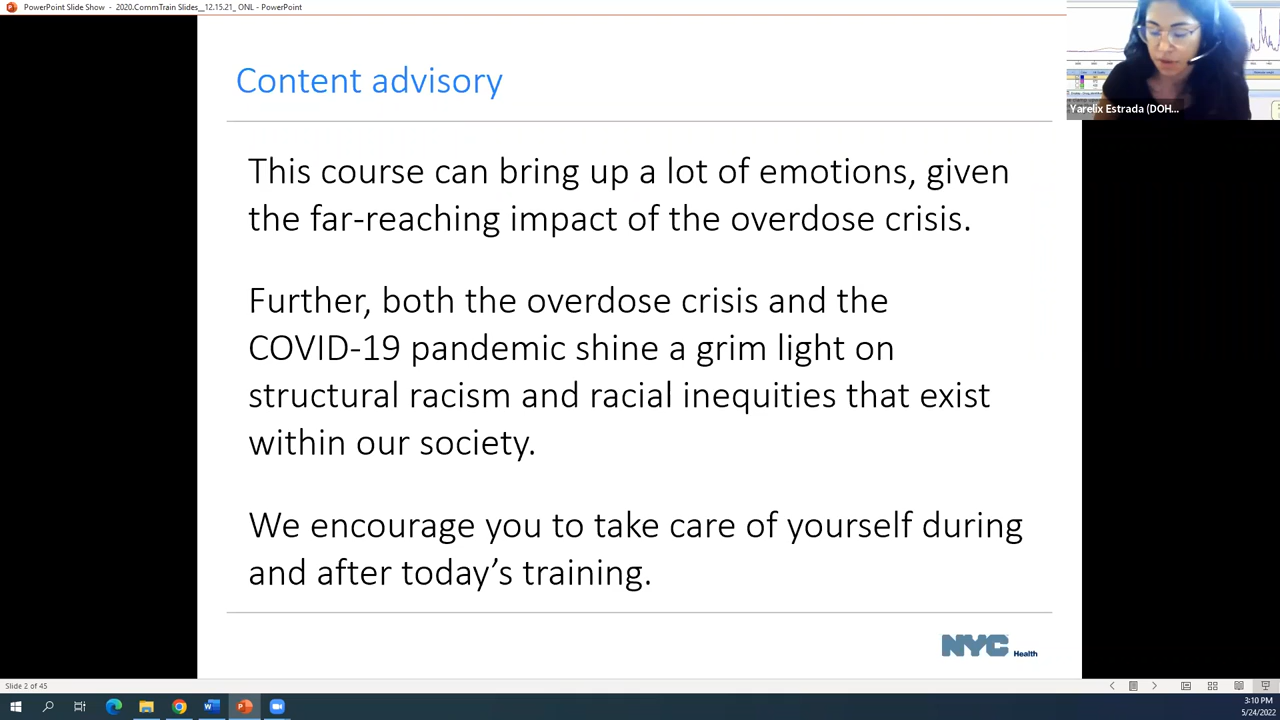 PowerPoint Slide Show - 2020.CommTrain Slides__12.15.21_ ONL - PowerPoint
Content advisory
Yarelix Estrada (DOH...
This course can bring up a lot of emotions, given
the far-reaching impact of the overdose crisis.
Further, both the overdose crisis and the
COVID-19 pandemic shine a grim light on
structural racism and racial inequities that exist
within our society.
We encourage you to take care of yourself during
and after today’s training.
NYC Health
Slide 2 of 45
3:10 PM
5/24/2022